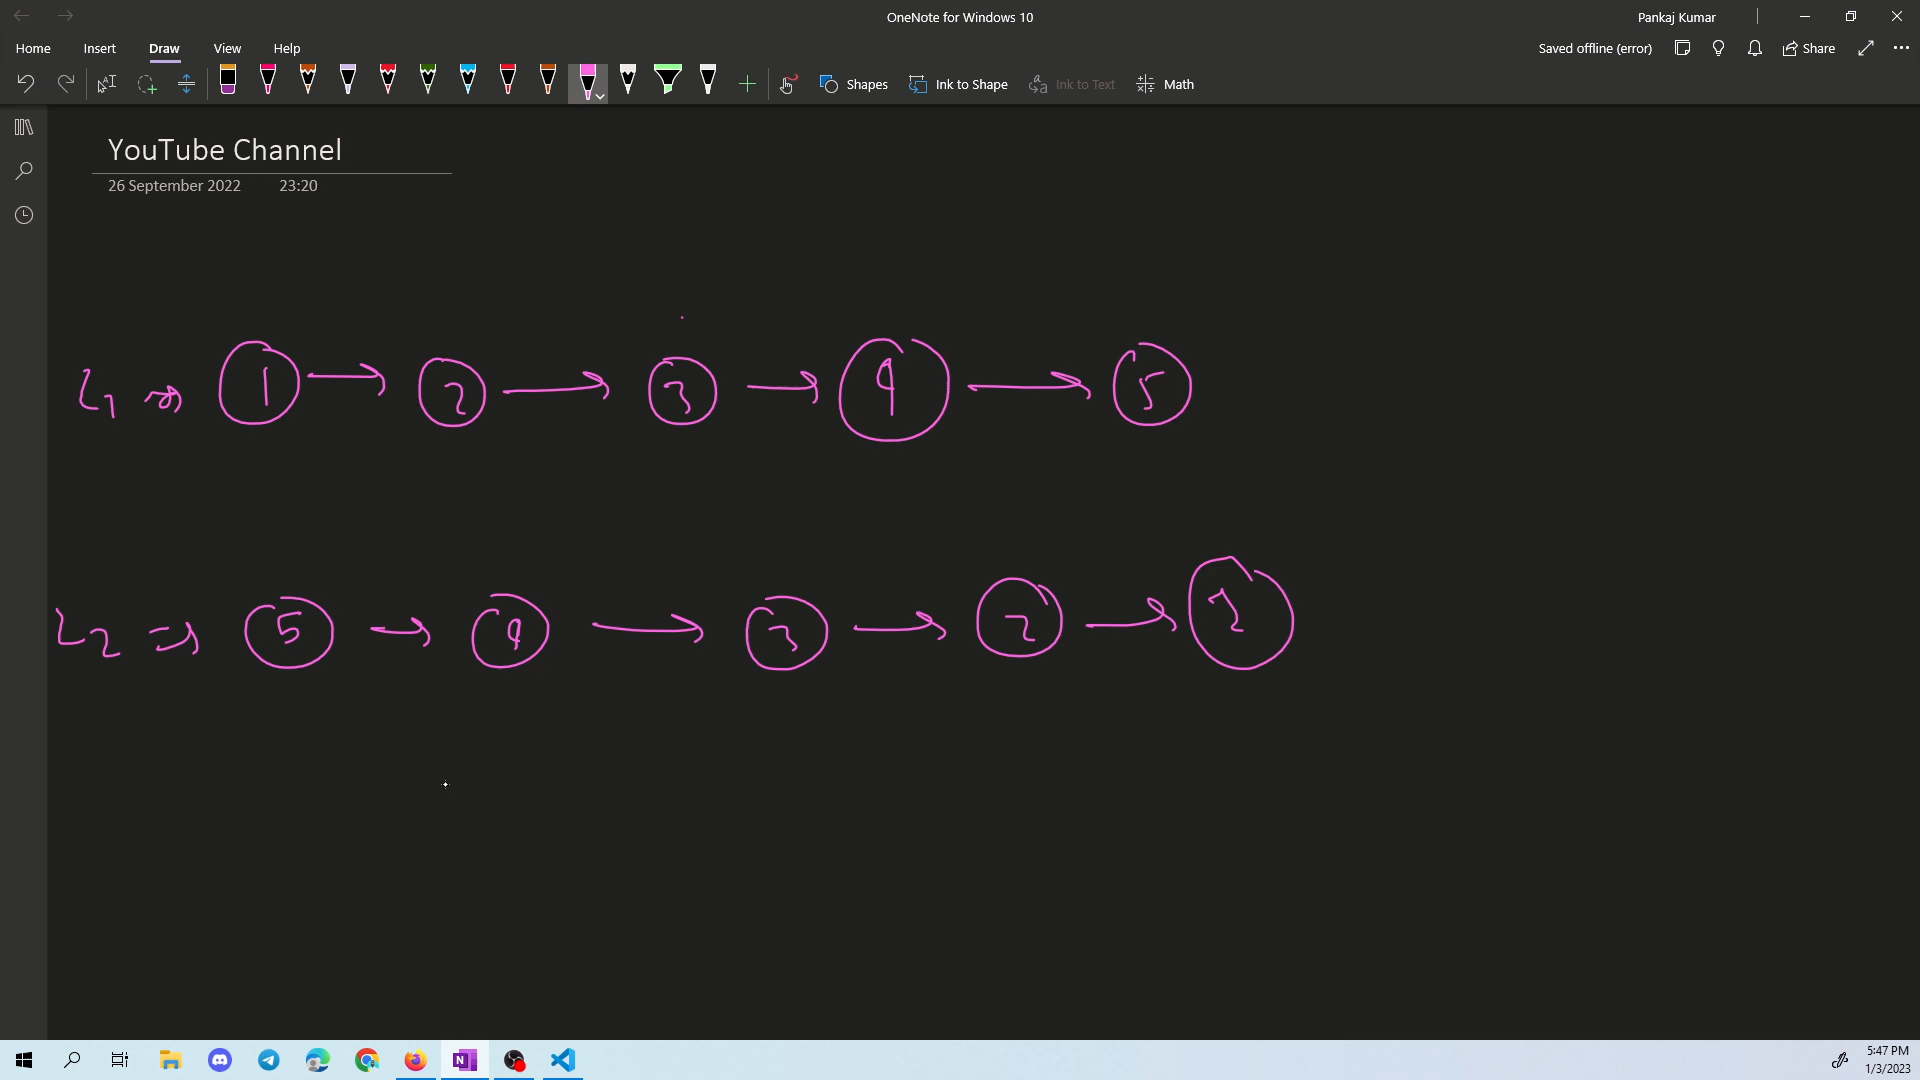 OneNote for Windows 10
Pankaj Kumar
Home Insert Draw View Help
Saved offline (error) Share
Shapes Ink to Shape Ink to Text Math
YouTube Channel
26 September 2022 23:20
L1 ⇒ 1 → 2 → 3 → 4 → 5
L2 ⇒ 5 → 4 → 3 → 2 → 2
5:47 PM
1/3/2023